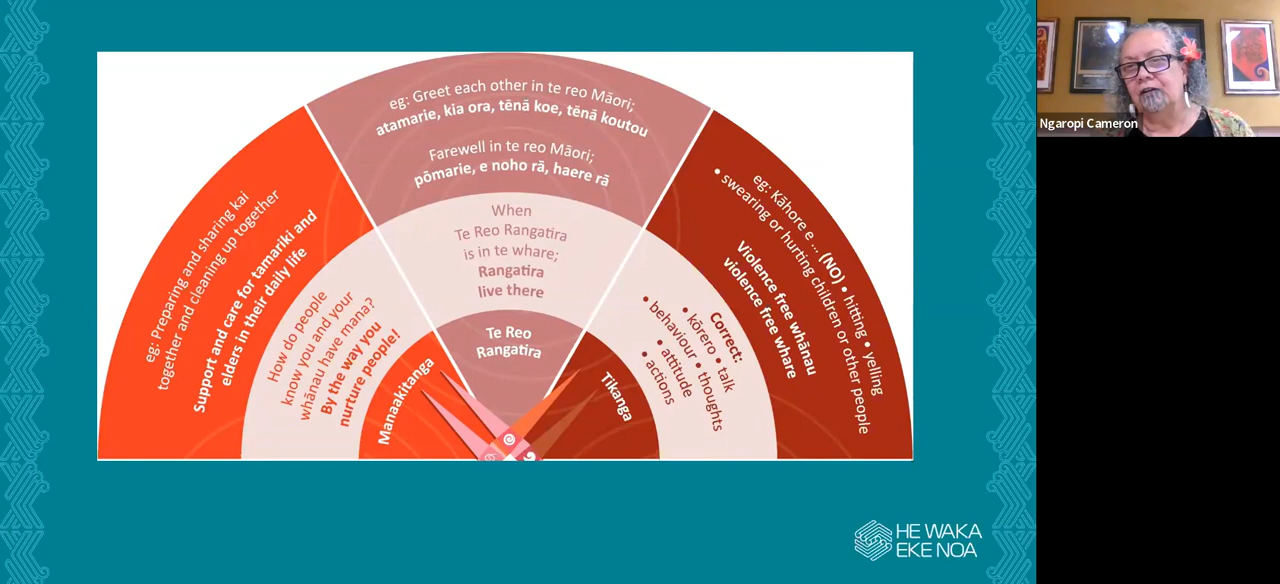 eg: Preparing and sharing kai
together and cleaning up together
Support and care for tamariki and
elders in their daily life
How do people
know you and your
whānau have mana?
By the way you
nurture people!
Manaakitanga
eg: Greet each other in te reo Māori;
atamarie, kia ora, tēnā koe, tēnā koutou
Farewell in te reo Māori;
pōmarie, e noho rā, haere rā
When
Te Reo Rangatira
is in te whare;
Rangatira
live there
Te Reo
Rangatira
eg: Kāhore e ... (NO) • hitting • yelling
• swearing or hurting children or other people
Violence free whānau
violence free whare
Correct:
• kōrero • talk
• behaviour • thoughts
• attitude
• actions
Tikanga
Ngaropi Cameron
HE WAKA
EKE NOA